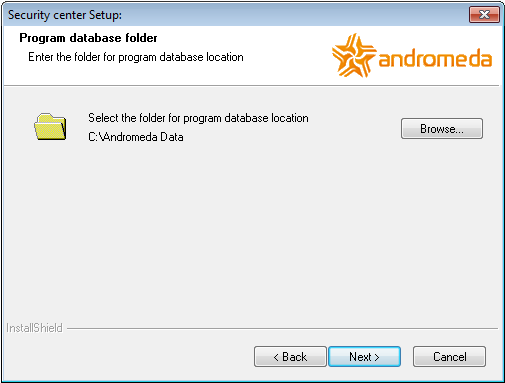 Security center Setup:
Program database folder
Enter the folder for program database location
andromeda
Select the folder for program database location
C:\Andromeda Data
Browse...
InstallShield
< Back
Next >
Cancel